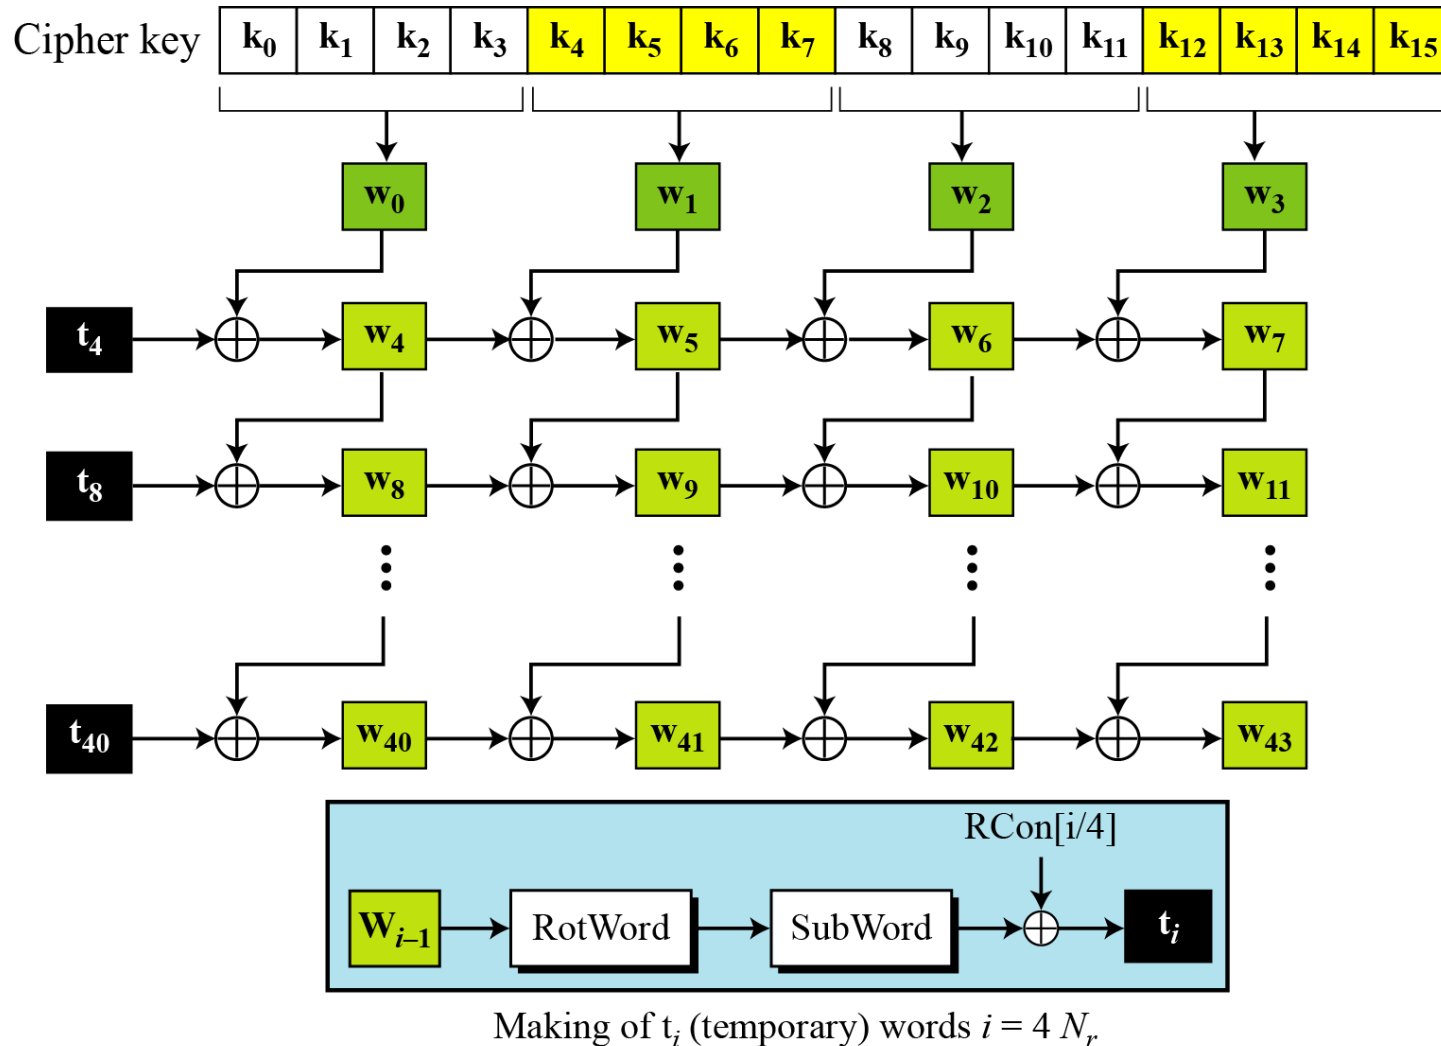 Cipher key k0 k1 k2 k3 k4 k5 k6 k7 k8 k9 k10 k11 k12 k13 k14 k15
w0 w1 w2 w3
t4 w4 w5 w6 w7
t8 w8 w9 w10 w11
t40 w40 w41 w42 w43
RCon[i/4]
Wi–1 RotWord SubWord ti
Making of ti (temporary) words i = 4 Nr